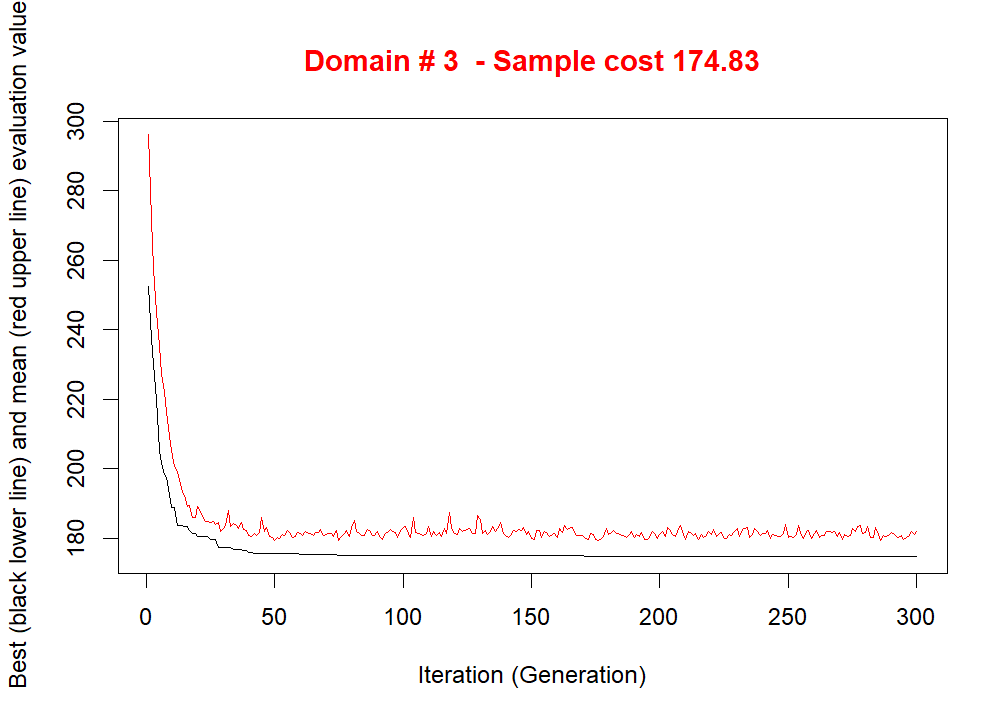 Domain # 3 - Sample cost 174.83
Best (black lower line) and mean (red upper line) evaluation value
300
280
260
240
220
200
180
0 50 100 150 200 250 300
Iteration (Generation)